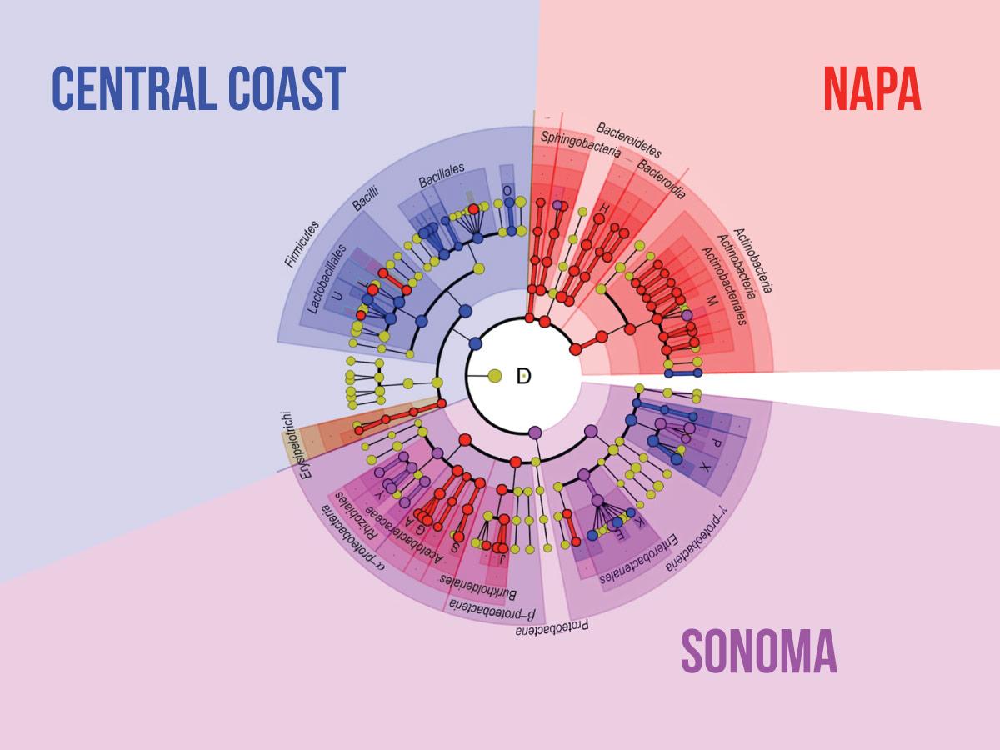 CENTRAL COAST
NAPA
Bacteroidetes
Sphingobacteria
Bacteroidia
Bacillales
O
H
Bacilli
Firmicutes
Actinobacteria
Actinobacteria
Actinobacteriales
M
Lactobacillales
L
U
D
Erysipelotrichi
P
X
γ-proteobacteria
K
E
Enterobacteriales
Y
Rhizobiales
α-proteobacteria
A
G
Acetobacteraceae
S
J
Burkholderiales
β-proteobacteria
Proteobacteria
SONOMA